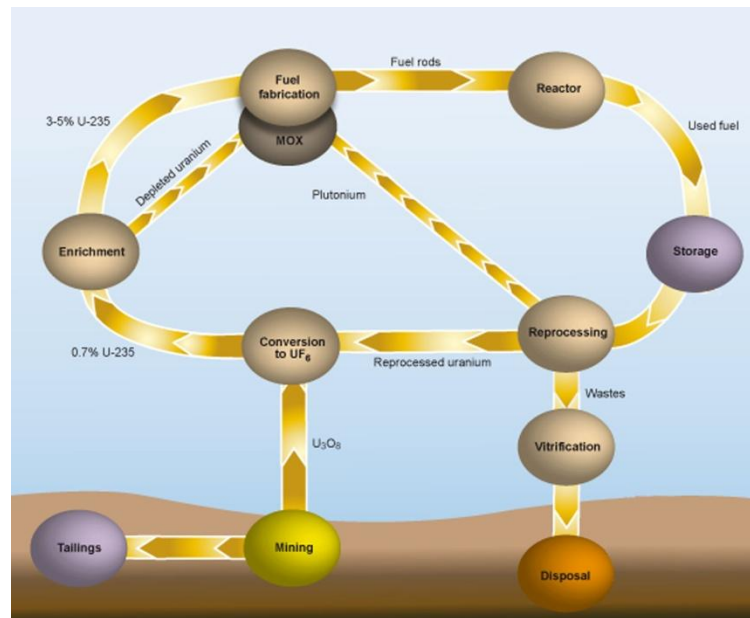 Fuel rods
Fuel
fabrication
Reactor
3-5% U-235
Used fuel
MOX
Depleted uranium
Plutonium
Enrichment
Storage
Reprocessing
Conversion
to UF₆
0.7% U-235
Reprocessed uranium
Wastes
U₃O₈
Vitrification
Tailings
Mining
Disposal